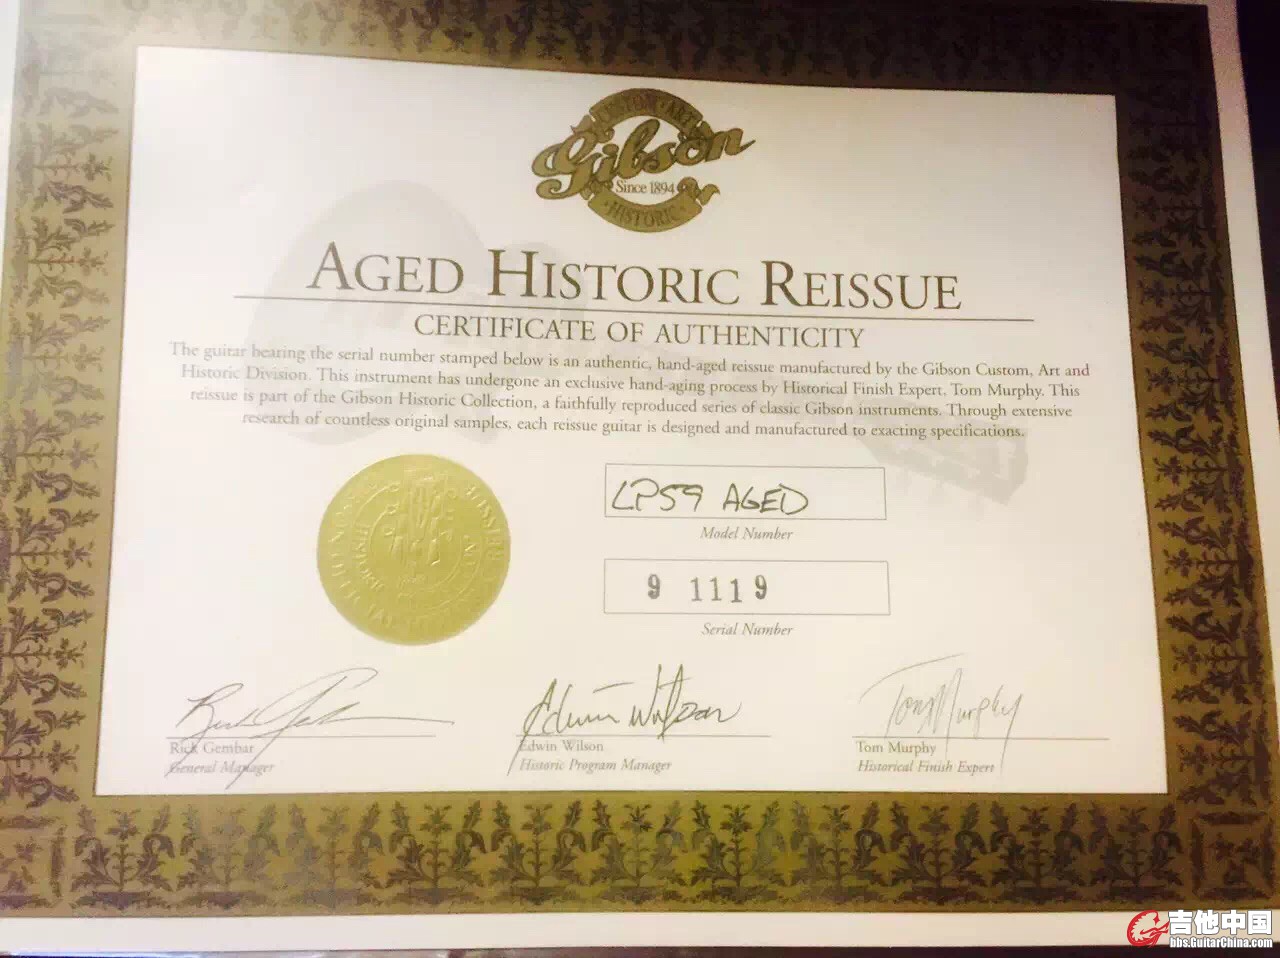 CUSTOM · ART
Gibson
Since 1894
· HISTORIC ·
AGED HISTORIC REISSUE
CERTIFICATE OF AUTHENTICITY
The guitar bearing the serial number stamped below is an authentic, hand-aged reissue manufactured by the Gibson Custom, Art and
Historic Division. This instrument has undergone an exclusive hand-aging process by Historical Finish Expert, Tom Murphy. This
reissue is part of the Gibson Historic Collection, a faithfully reproduced series of classic Gibson instruments. Through extensive
research of countless original samples, each reissue guitar is designed and manufactured to exacting specifications.
LP59 AGED
Model Number
9 1119
Serial Number
Edwin Wilson
Tom Murphy
Rick Gembar
General Manager
Edwin Wilson
Historic Program Manager
Tom Murphy
Historical Finish Expert
吉他中国
bbs.GuitarChina.com